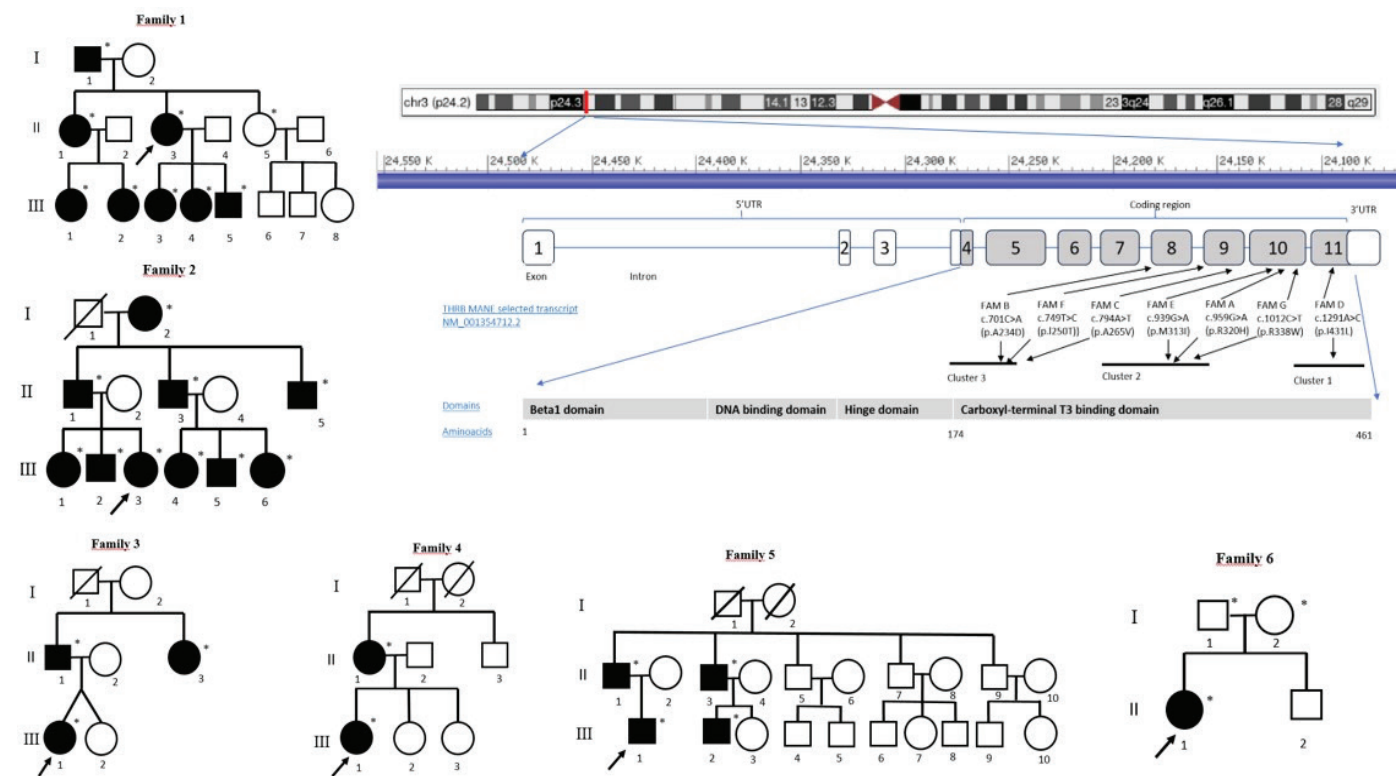 Family 1
I
* 
1 2
II
* * *
1 2 3 4 5 6
III
* * * * *
1 2 3 4 5 6 7 8
Family 2
I
*
1 2
II
* * *
1 2 3 4 5
III
* * * * * *
1 2 3 4 5 6
chr3 (p24.2) p24.3 14.1 13 12.3 23 3q24 q26.1 28 q29
24,550 K 24,500 K 24,450 K 24,400 K 24,350 K 24,300 K 24,250 K 24,200 K 24,150 K 24,100 K
5'UTR Coding region 3'UTR
1 2 3 4 5 6 7 8 9 10 11
Exon Intron
THRB MANE selected transcript
NM_001354712.2
FAM B FAM F FAM C FAM E FAM A FAM G FAM D
c.701C>A c.749T>C c.794A>T c.939G>A c.959G>A c.1012C>T c.1291A>C
(p.A234D) (p.I250T)] (p.A265V) (p.M313I) (p.R320H) (p.R338W) (p.I431L)
Cluster 3 Cluster 2 Cluster 1
Domains Beta1 domain DNA binding domain Hinge domain Carboxyl-terminal T3 binding domain
Aminoacids 1 174 461
Family 3
I
1 2
II
* *
1 2 3
III
*
1 2
Family 4
I
1 2
II
*
1 2 3
III
*
1 2 3
Family 5
I
1 2
II
* *
1 2 3 4 5 6 7 8 9 10
III
* *
1 2 3 4 5 6 7 8 9 10
Family 6
I
* *
1 2
II
*
1 2